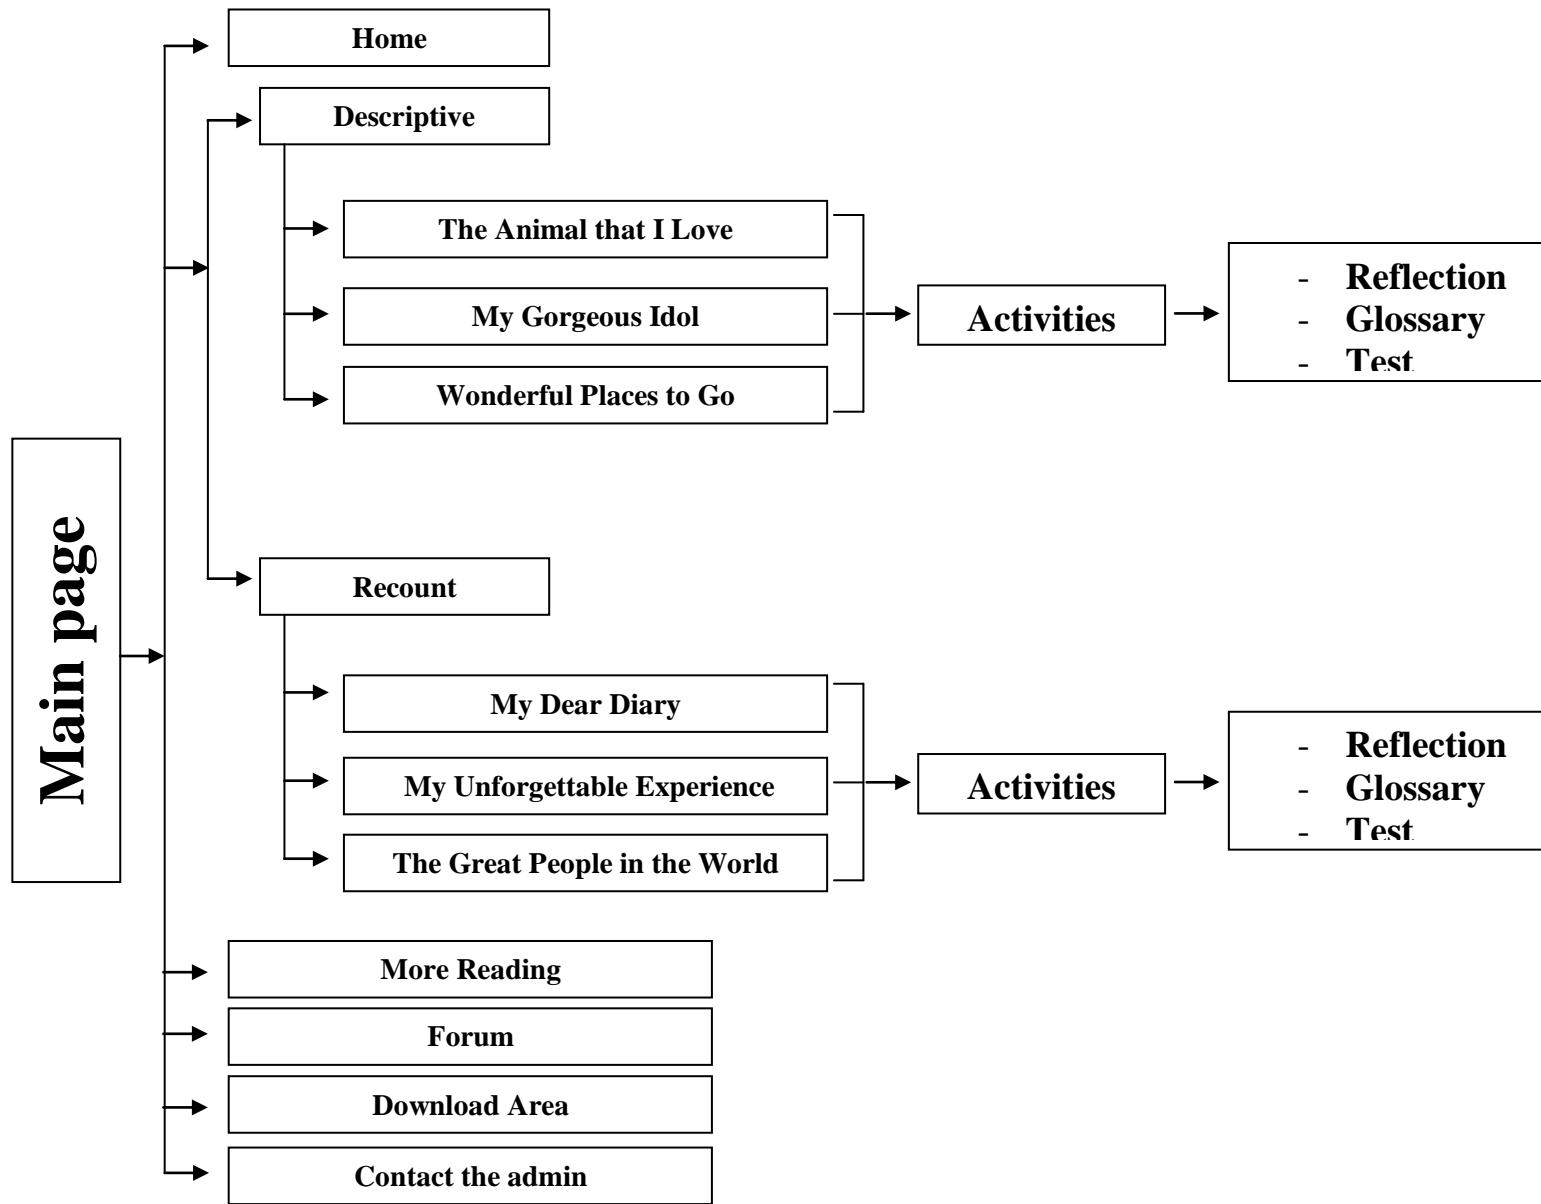 Home
Descriptive
The Animal that I Love
My Gorgeous Idol
Wonderful Places to Go
Activities
- Reflection
- Glossary
- Test
Main page
Recount
My Dear Diary
My Unforgettable Experience
The Great People in the World
Activities
- Reflection
- Glossary
- Test
More Reading
Forum
Download Area
Contact the admin